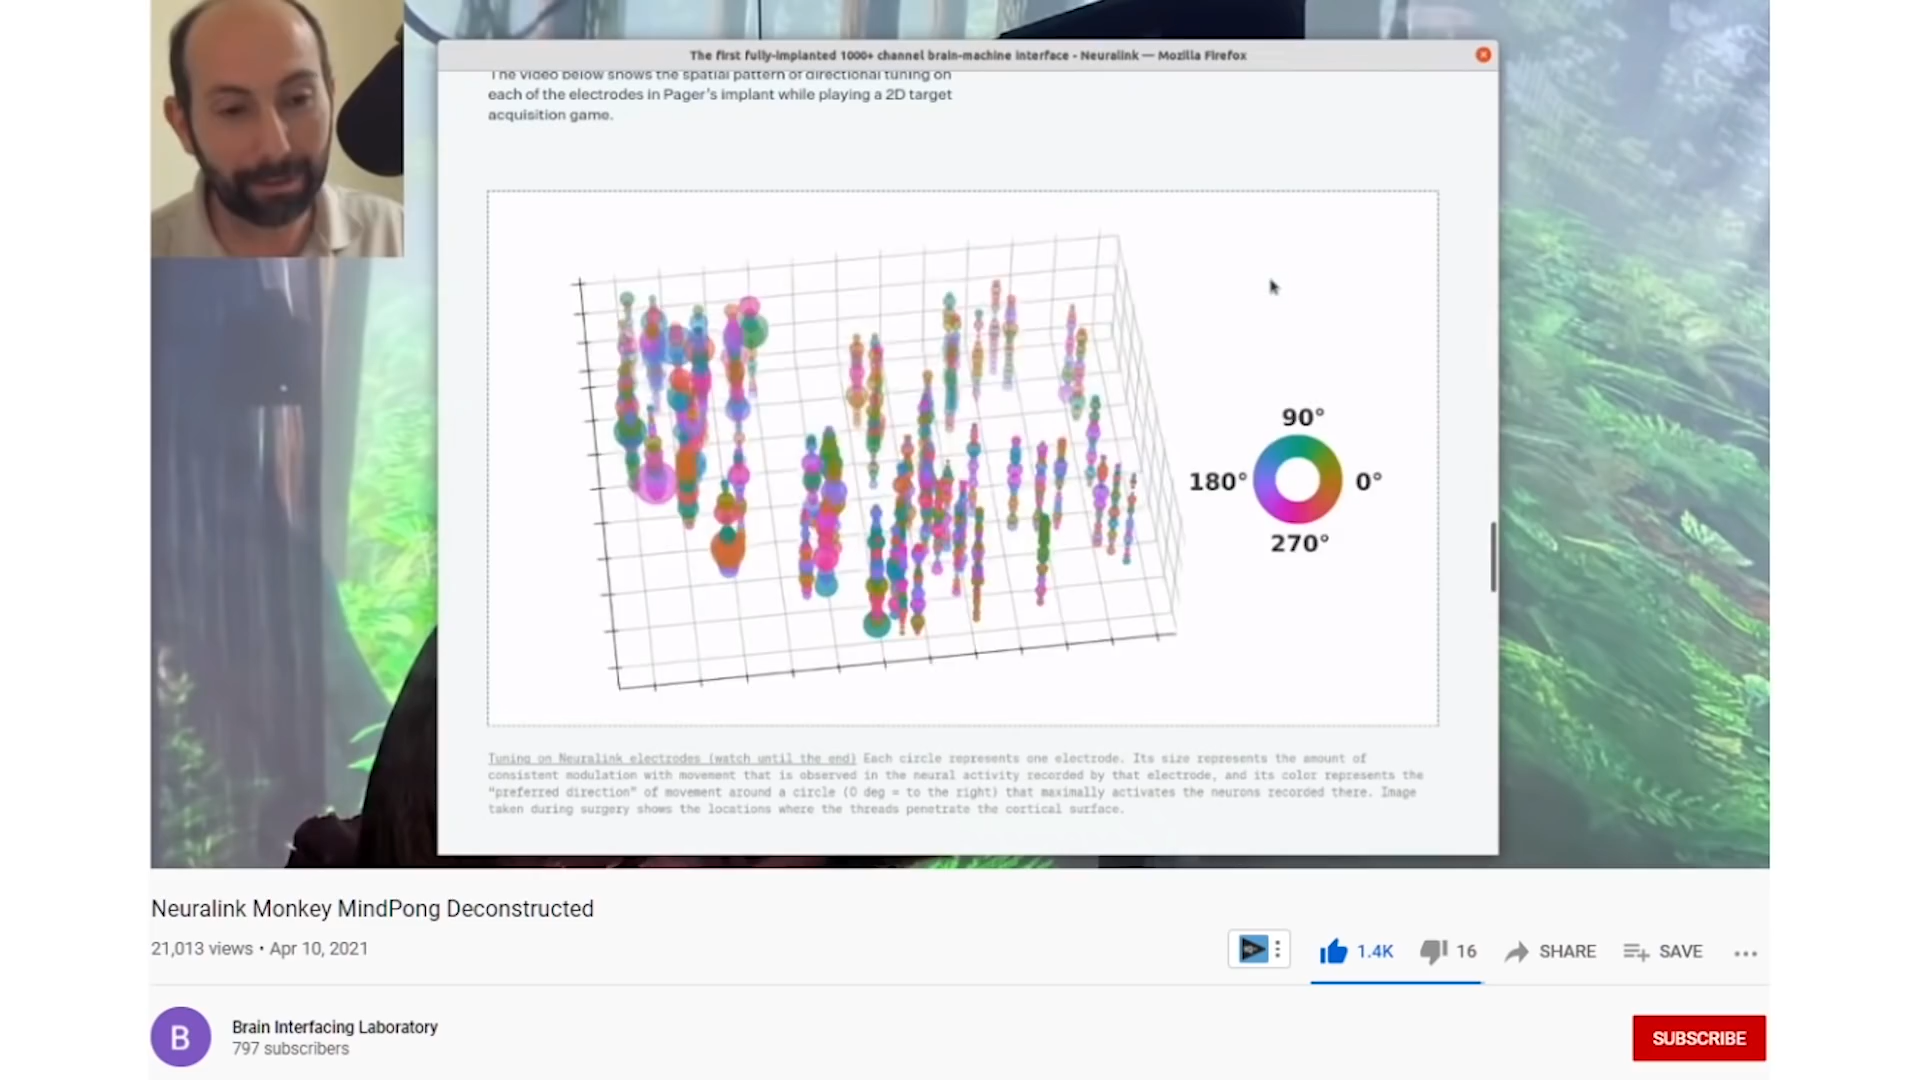 The first fully-implanted 1000+ channel brain-machine interface - Neuralink — Mozilla Firefox
The video below shows the spatial pattern of directional tuning on
each of the electrodes in Pager's implant while playing a 2D target
acquisition game.
90°
180°
0°
270°
Tuning on Neuralink electrodes (watch until the end) Each circle represents one electrode. Its size represents the amount of
consistent modulation with movement that is observed in the neural activity recorded by that electrode, and its color represents the
"preferred direction" of movement around a circle (0 deg = to the right) that maximally activates the neurons recorded there. Image
taken during surgery shows the locations where the threads penetrate the cortical surface.
Neuralink Monkey MindPong Deconstructed
21,013 views • Apr 10, 2021
1.4K
16
SHARE
SAVE
B
Brain Interfacing Laboratory
797 subscribers
SUBSCRIBE